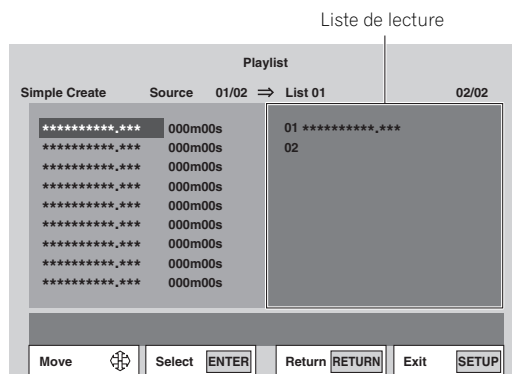 Liste de lecture
Playlist
Simple Create Source 01/02 ⇒ List 01 02/02
**********.*** 000m00s 01 **********.***
**********.*** 000m00s 02
**********.*** 000m00s
**********.*** 000m00s
**********.*** 000m00s
**********.*** 000m00s
**********.*** 000m00s
**********.*** 000m00s
**********.*** 000m00s
Move Select ENTER Return RETURN Exit SETUP